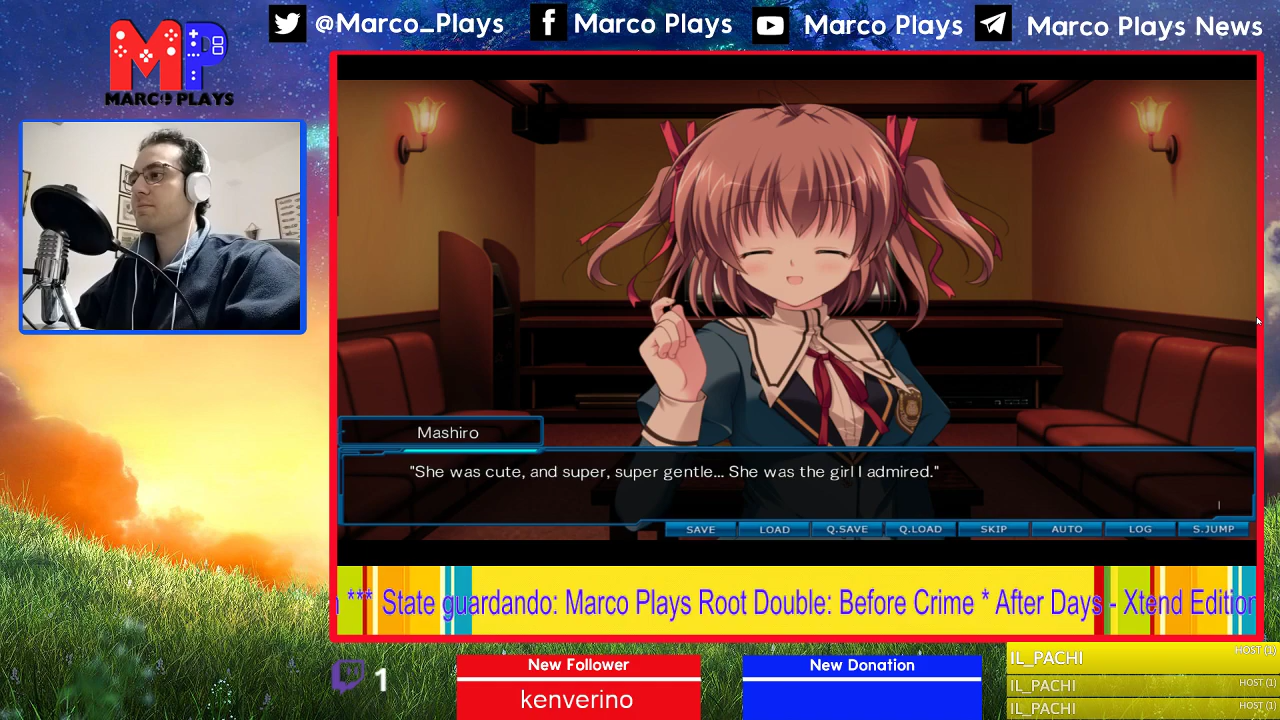 @Marco_Plays
Marco Plays
Marco Plays
Marco Plays News
MP
MARCO PLAYS
Mashiro
"She was cute, and super, super gentle... She was the girl I admired."
SAVE
LOAD
Q.SAVE
Q.LOAD
SKIP
AUTO
LOG
S.JUMP
*** State guardando: Marco Plays Root Double: Before Crime * After Days - Xtend Edition
1
New Follower
kenverino
New Donation
IL_PACHI HOST (1)
IL_PACHI HOST (1)
IL_PACHI HOST (1)